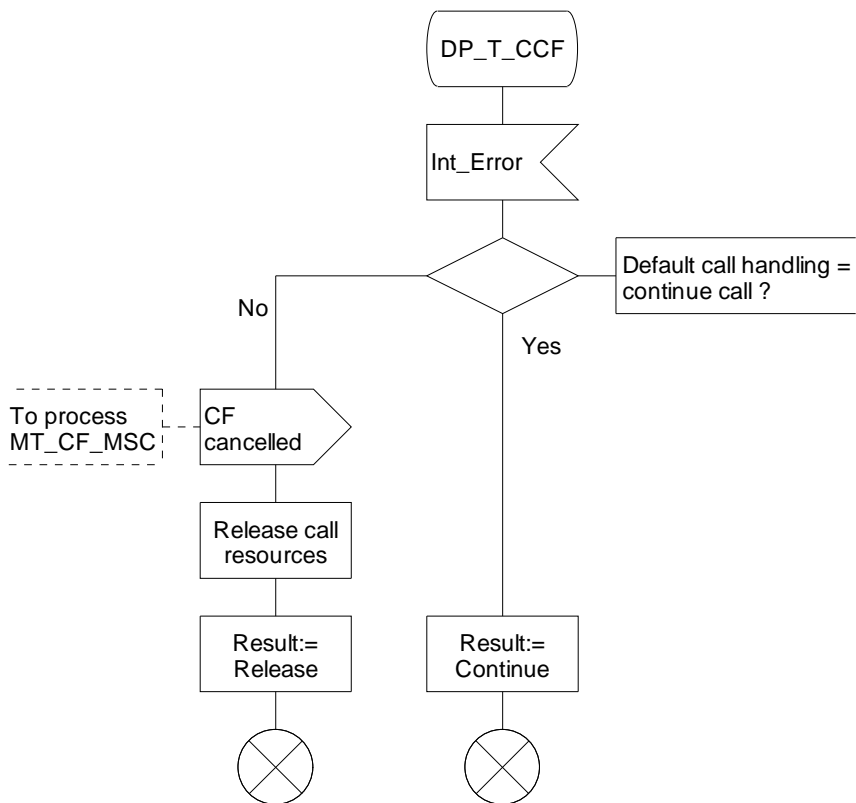 DP_T_CCF
Int_Error
Default call handling =
continue call ?
No
Yes
To process
MT_CF_MSC
CF
cancelled
Release call
resources
Result:=
Release
Result:=
Continue